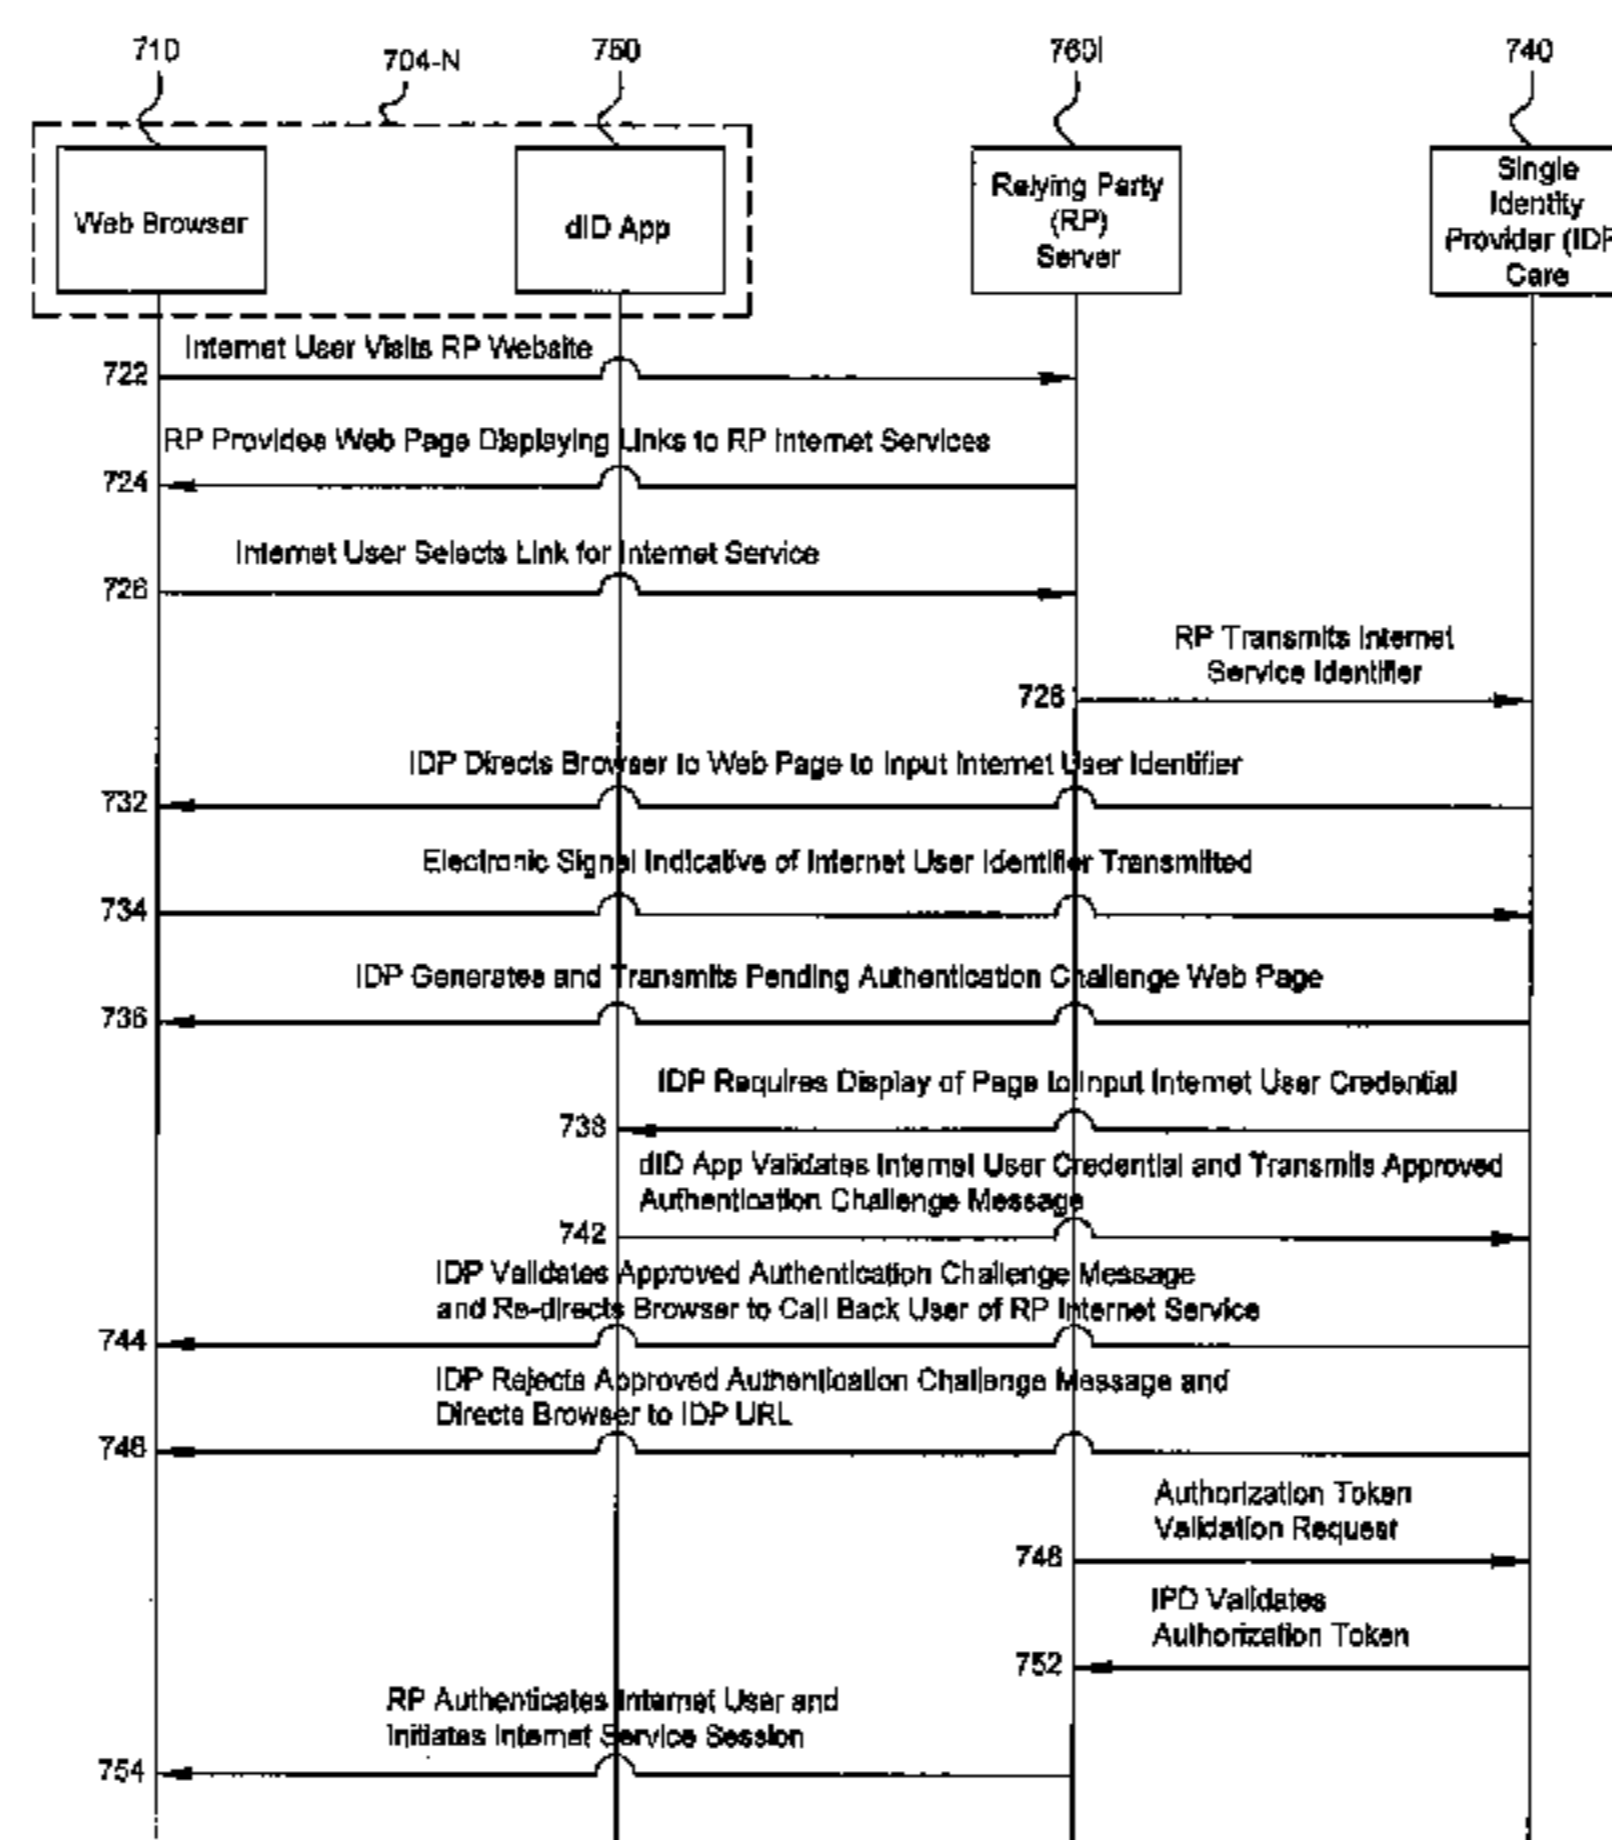 710
704-N
750
760i
740
Web Browser
dID App
Relying Party
(RP)
Server
Single
Identity
Provider (IDP
Care
Internet User Visits RP Website
722
RP Provides Web Page Displaying Links to RP Internet Services
724
Internet User Selects Link for Internet Service
726
RP Transmits Internet
Service Identifier
728
IDP Directs Browser to Web Page to Input Internet User Identifier
732
Electronic Signal Indicative of Internet User Identifier Transmitted
734
IDP Generates and Transmits Pending Authentication Challenge Web Page
736
IDP Requires Display of Page to Input Internet User Credential
738
dID App Validates Internet User Credential and Transmits Approved
Authentication Challenge Message
742
IDP Validates Approved Authentication Challenge Message
and Re-directs Browser to Call Back User of RP Internet Service
744
IDP Rejects Approved Authentication Challenge Message and
Directs Browser to IDP URL
746
Authorization Token
Validation Request
748
IPD Validates
Authorization Token
752
RP Authenticates Internet User and
Initiates Internet Service Session
754